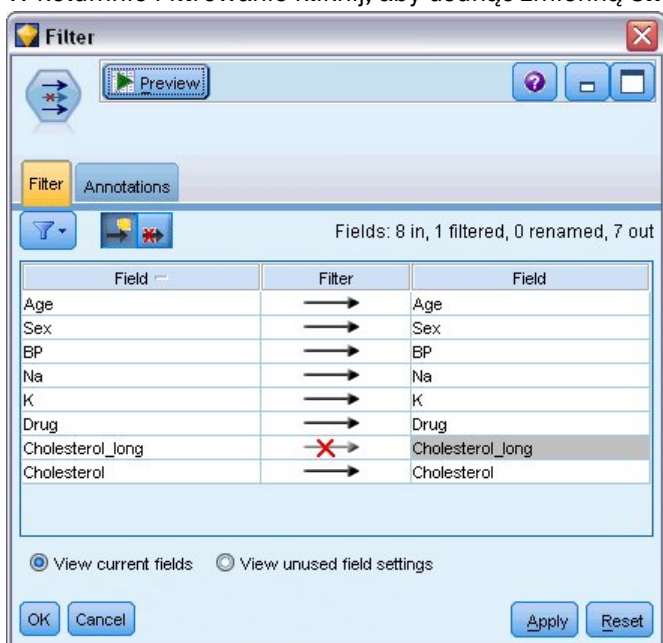 Filter
Preview
Filter Annotations
Fields: 8 in, 1 filtered, 0 renamed, 7 out
Field Filter Field
Age Age
Sex Sex
BP BP
Na Na
K K
Drug Drug
Cholesterol_long Cholesterol_long
Cholesterol Cholesterol
View current fields View unused field settings
OK Cancel Apply Reset